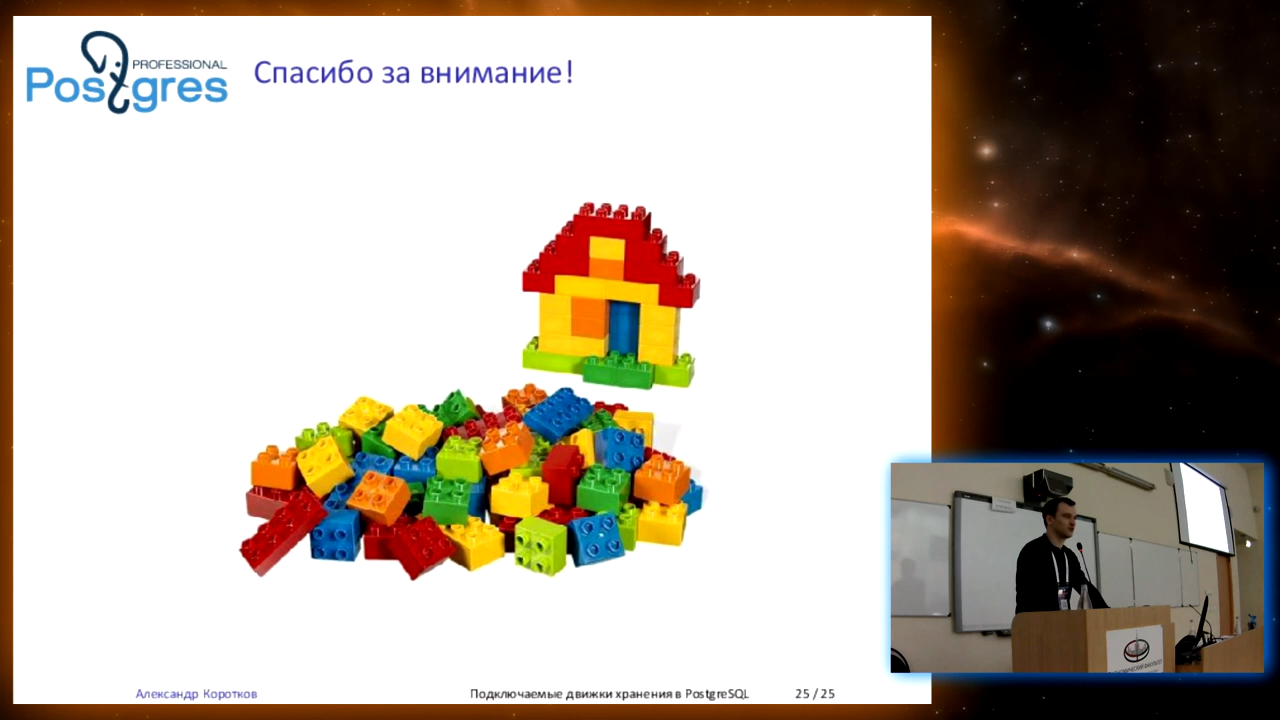 PROFESSIONAL
Postgres
Спасибо за внимание!
Александр Коротков
Подключаемые движки хранения в PostgreSQL
25 / 25